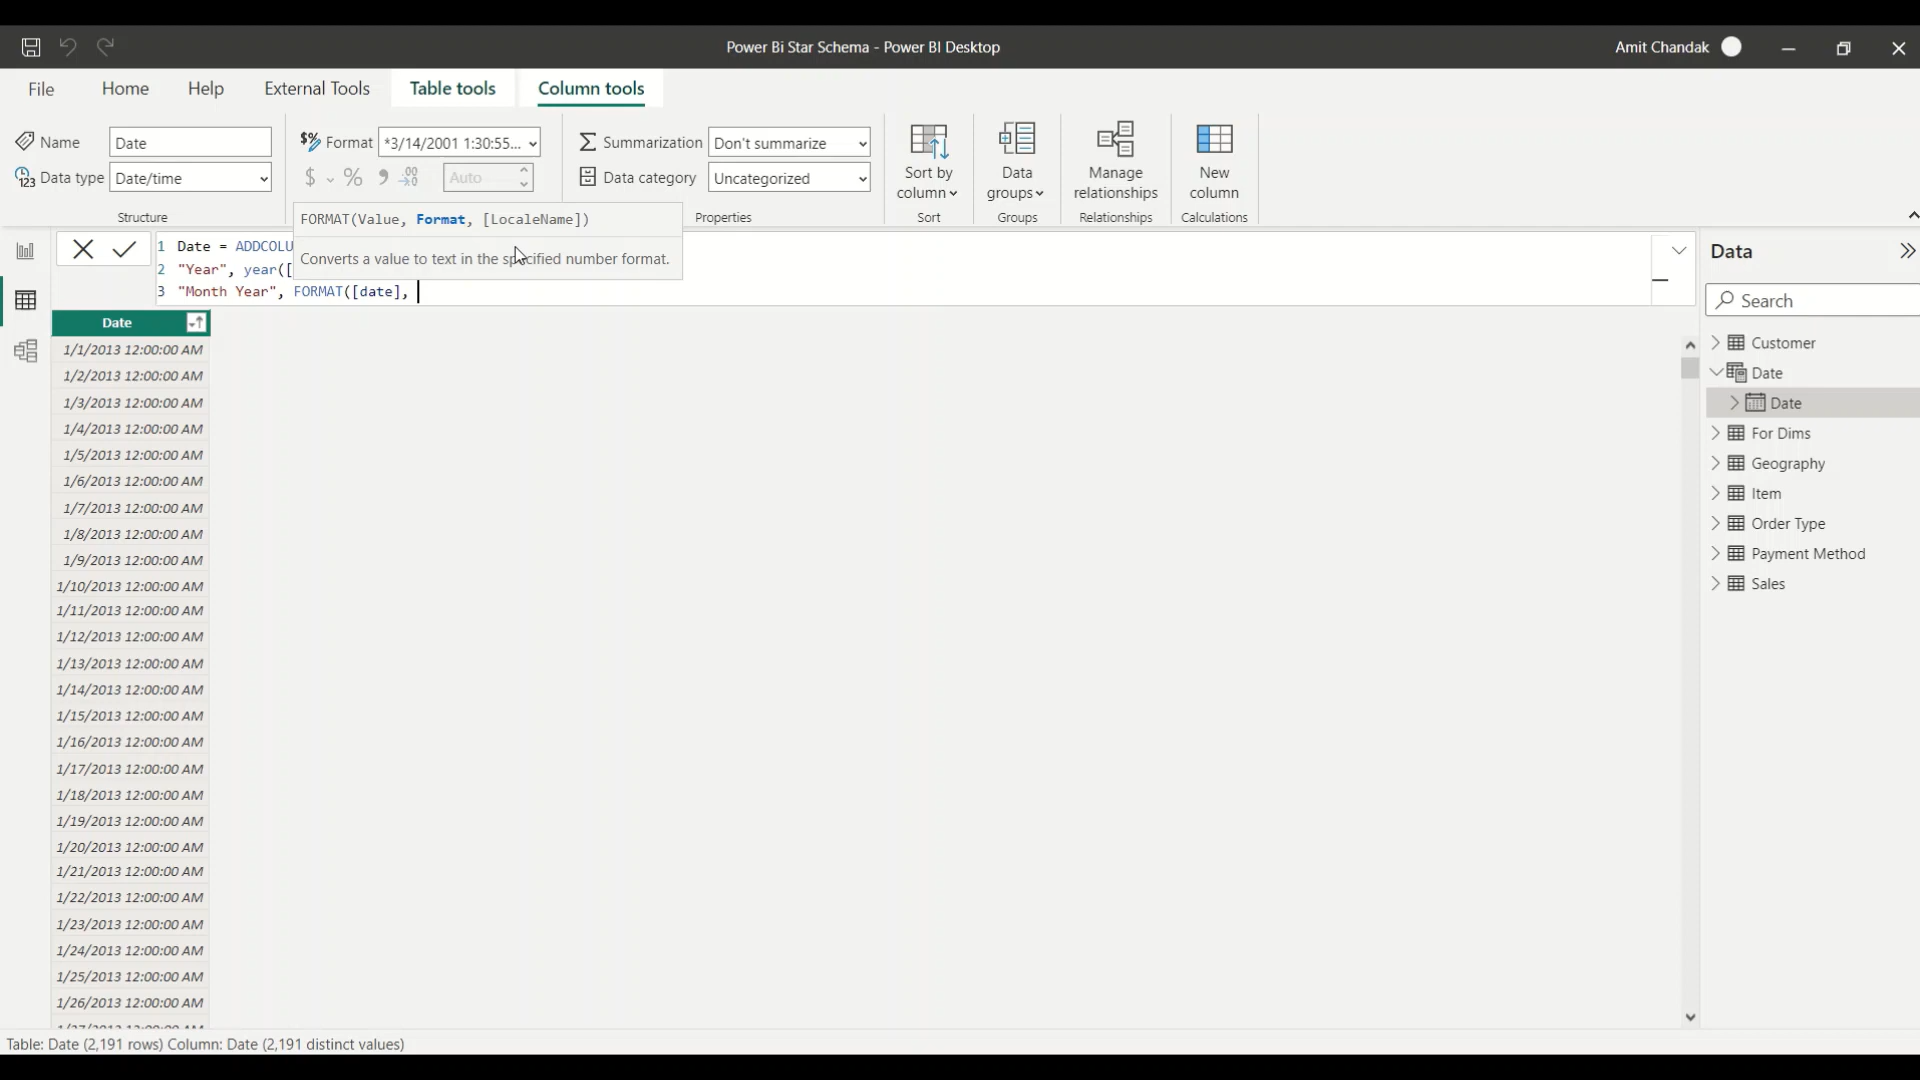 Power Bi Star Schema - Power BI Desktop
Amit Chandak
File Home Help External Tools Table tools Column tools
Name Date
Data type Date/time
Structure
Format *3/14/2001 1:30:55...
$ % Auto
Summarization Don't summarize
Data category Uncategorized
Properties
Sort by
column
Sort
Data
groups
Groups
Manage
relationships
Relationships
New
column
Calculations
FORMAT(Value, Format, [LocaleName])
Converts a value to text in the specified number format.
1 Date = ADDCOLU
2 "Year", year([
3 "Month Year", FORMAT([date],
Date
1/1/2013 12:00:00 AM
1/2/2013 12:00:00 AM
1/3/2013 12:00:00 AM
1/4/2013 12:00:00 AM
1/5/2013 12:00:00 AM
1/6/2013 12:00:00 AM
1/7/2013 12:00:00 AM
1/8/2013 12:00:00 AM
1/9/2013 12:00:00 AM
1/10/2013 12:00:00 AM
1/11/2013 12:00:00 AM
1/12/2013 12:00:00 AM
1/13/2013 12:00:00 AM
1/14/2013 12:00:00 AM
1/15/2013 12:00:00 AM
1/16/2013 12:00:00 AM
1/17/2013 12:00:00 AM
1/18/2013 12:00:00 AM
1/19/2013 12:00:00 AM
1/20/2013 12:00:00 AM
1/21/2013 12:00:00 AM
1/22/2013 12:00:00 AM
1/23/2013 12:00:00 AM
1/24/2013 12:00:00 AM
1/25/2013 12:00:00 AM
1/26/2013 12:00:00 AM
Data
Search
Customer
Date
Date
For Dims
Geography
Item
Order Type
Payment Method
Sales
Table: Date (2,191 rows) Column: Date (2,191 distinct values)